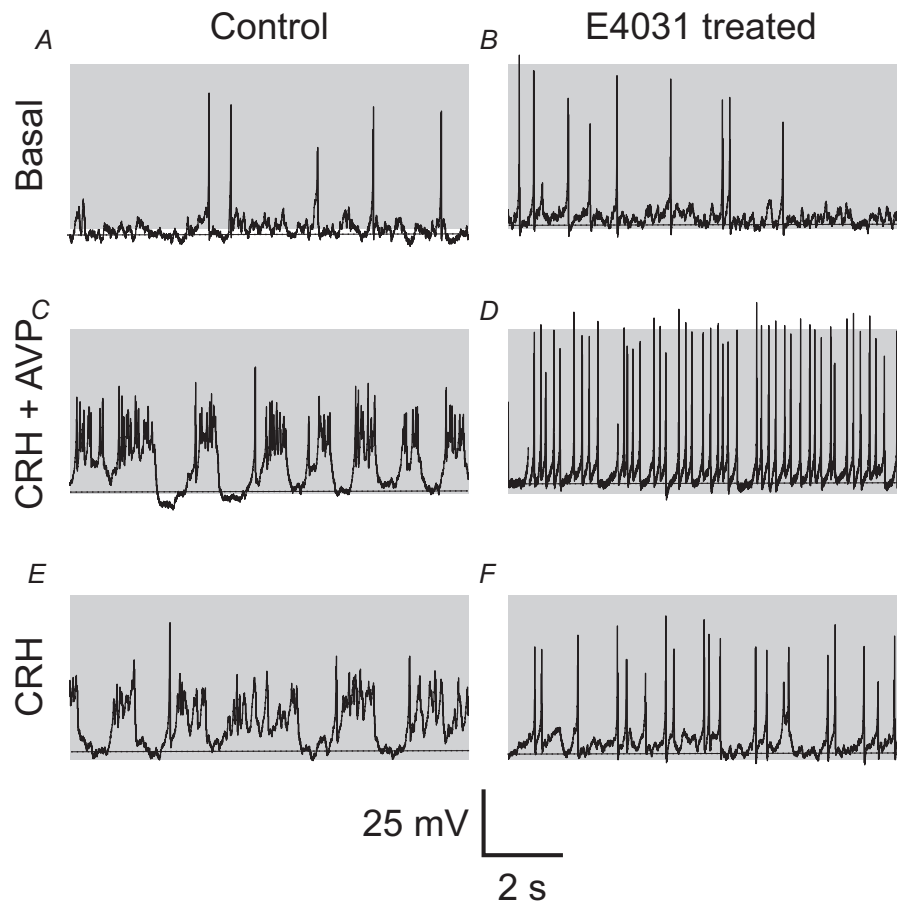 Control
E4031 treated
A
B
Basal
C
D
CRH + AVP
E
F
CRH
25 mV
2 s